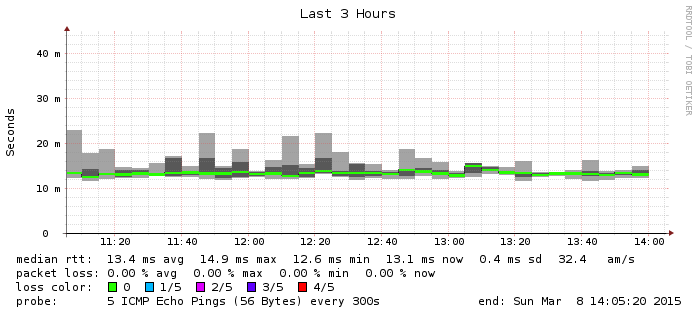 Last 3 Hours
RRDTOOL / TOBI OETIKER
Seconds
40 m
30 m
20 m
10 m
0
11:20 11:40 12:00 12:20 12:40 13:00 13:20 13:40 14:00
median rtt: 13.4 ms avg 14.9 ms max 12.6 ms min 13.1 ms now 0.4 ms sd 32.4 am/s
packet loss: 0.00 % avg 0.00 % max 0.00 % min 0.00 % now
loss color: 0 1/5 2/5 3/5 4/5
probe: 5 ICMP Echo Pings (56 Bytes) every 300s end: Sun Mar 8 14:05:20 2015